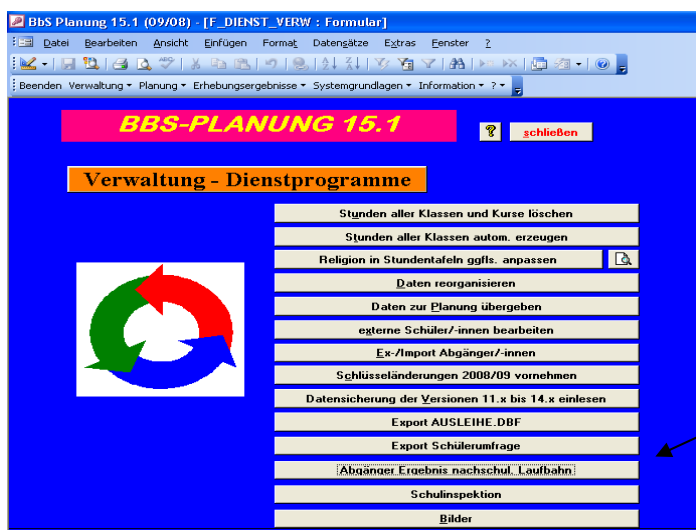 BbS Planung 15.1 (09/08) - [F_DIENST_VERW : Formular]
Datei Bearbeiten Ansicht Einfügen Format Datensätze Extras Fenster ?
Beenden Verwaltung Planung Erhebungsergebnisse Systemgrundlagen Information ?
BBS-PLANUNG 15.1
? schließen
Verwaltung - Dienstprogramme
Stunden aller Klassen und Kurse löschen
Stunden aller Klassen autom. erzeugen
Religion in Stundentafeln ggfls. anpassen
Daten reorganisieren
Daten zur Planung übergeben
externe Schüler/-innen bearbeiten
Ex-/Import Abgänger/-innen
Schlüsseländerungen 2008/09 vornehmen
Datensicherung der Versionen 11.x bis 14.x einlesen
Export AUSLEIHE.DBF
Export Schülerumfrage
Abgänger Ergebnis nachschul. Laufbahn
Schulinspektion
Bilder